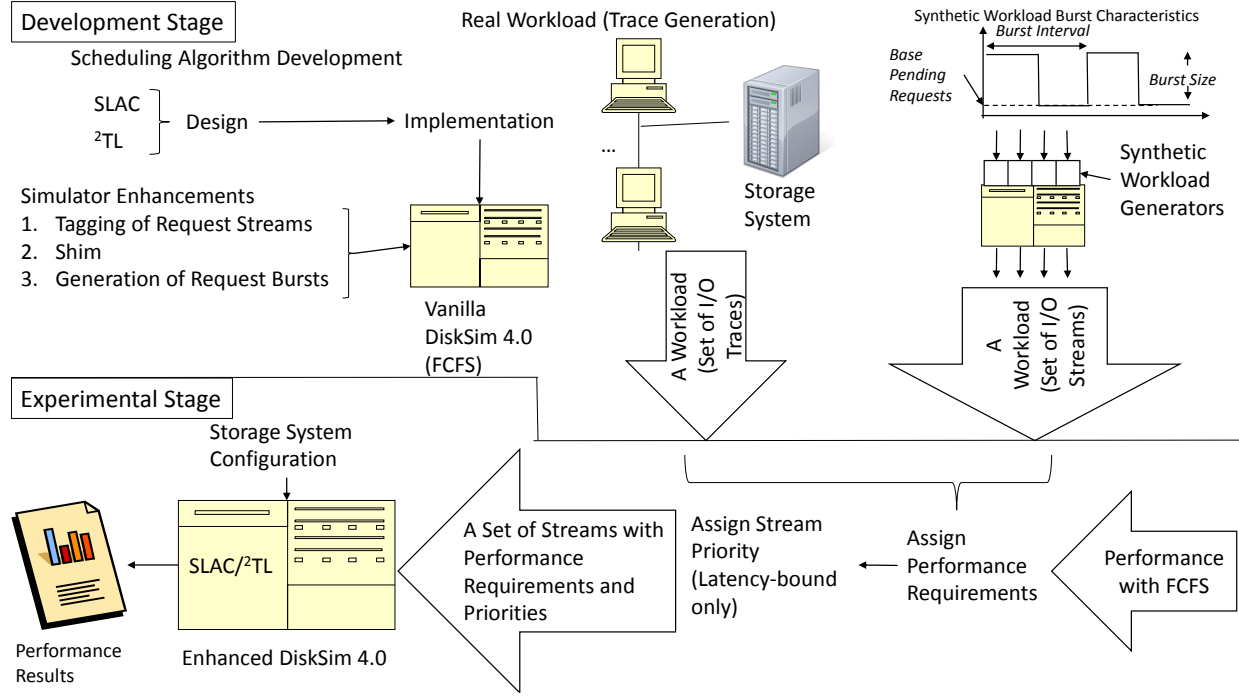 Development Stage
Scheduling Algorithm Development
SLAC
²TL
Design
Implementation
Simulator Enhancements
1. Tagging of Request Streams
2. Shim
3. Generation of Request Bursts
Vanilla
DiskSim 4.0
(FCFS)
Real Workload (Trace Generation)
...
Storage
System
A Workload
(Set of I/O
Traces)
Synthetic Workload Burst Characteristics
Burst Interval
Base
Pending
Requests
Burst Size
Synthetic
Workload
Generators
A
Workload
(Set of I/O
Streams)
Experimental Stage
Storage System
Configuration
SLAC/²TL
Enhanced DiskSim 4.0
Performance
Results
A Set of Streams with
Performance
Requirements and
Priorities
Assign Stream
Priority
(Latency-bound
only)
Assign
Performance
Requirements
Performance
with FCFS